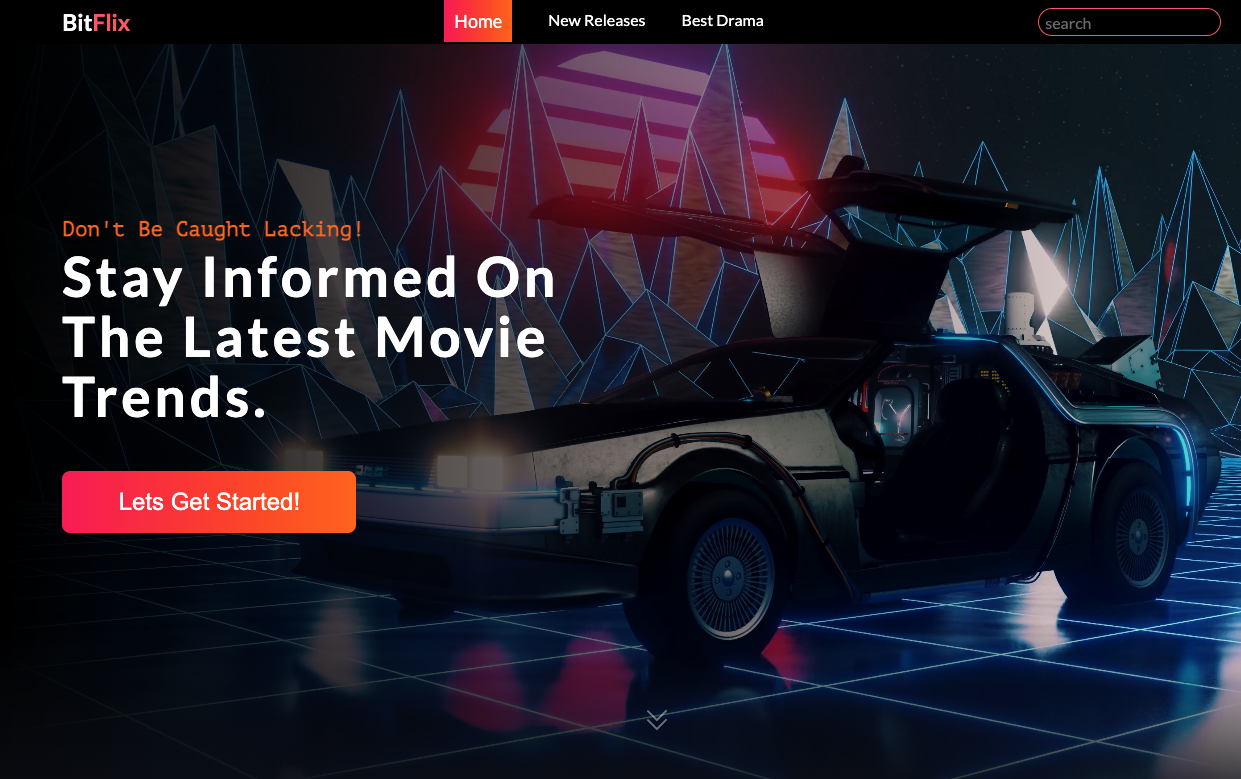 BitFlix
Home
New Releases
Best Drama
search
Don't Be Caught Lacking!
Stay Informed On
The Latest Movie
Trends.
Lets Get Started!